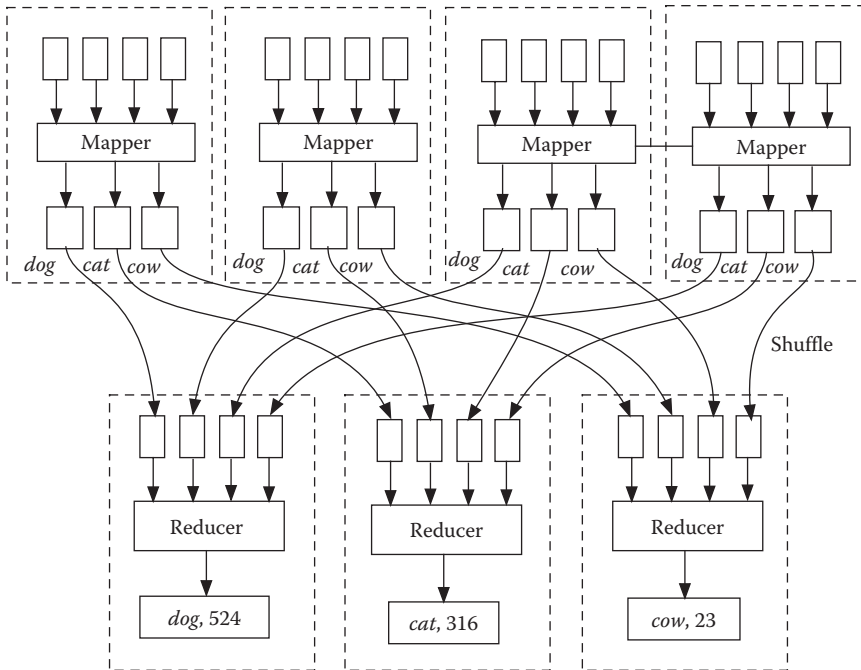 Mapper
Mapper
Mapper
Mapper
dog cat cow
dog cat cow
dog cat cow
dog cat cow
Shuffle
Reducer
Reducer
Reducer
dog, 524
cat, 316
cow, 23